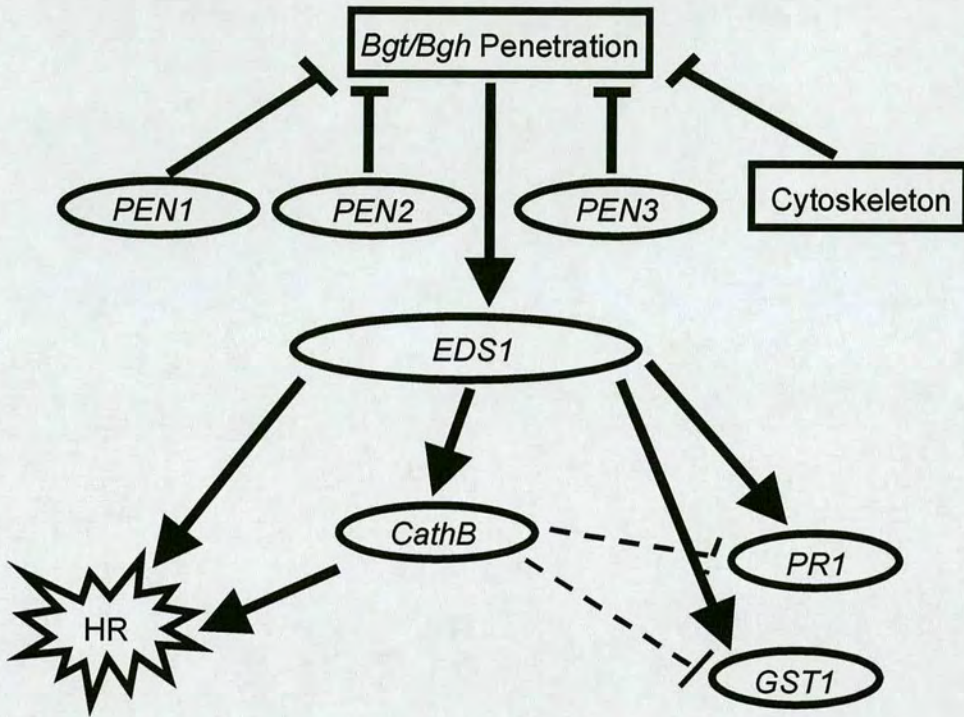 Bgt/Bgh Penetration
PEN1
PEN2
PEN3
Cytoskeleton
EDS1
CathB
PR1
HR
GST1